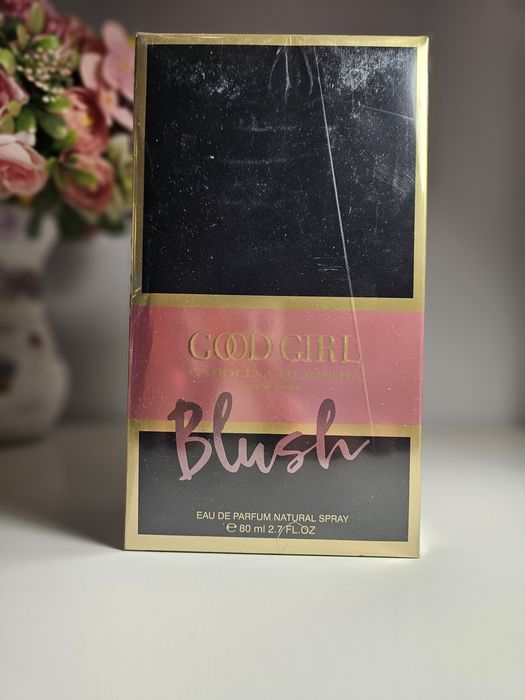 GOOD GIRL
CAROLINA HERRERA
NEW YORK
Blush
EAU DE PARFUM NATURAL SPRAY
℮ 80 ml 2.7 FL.OZ